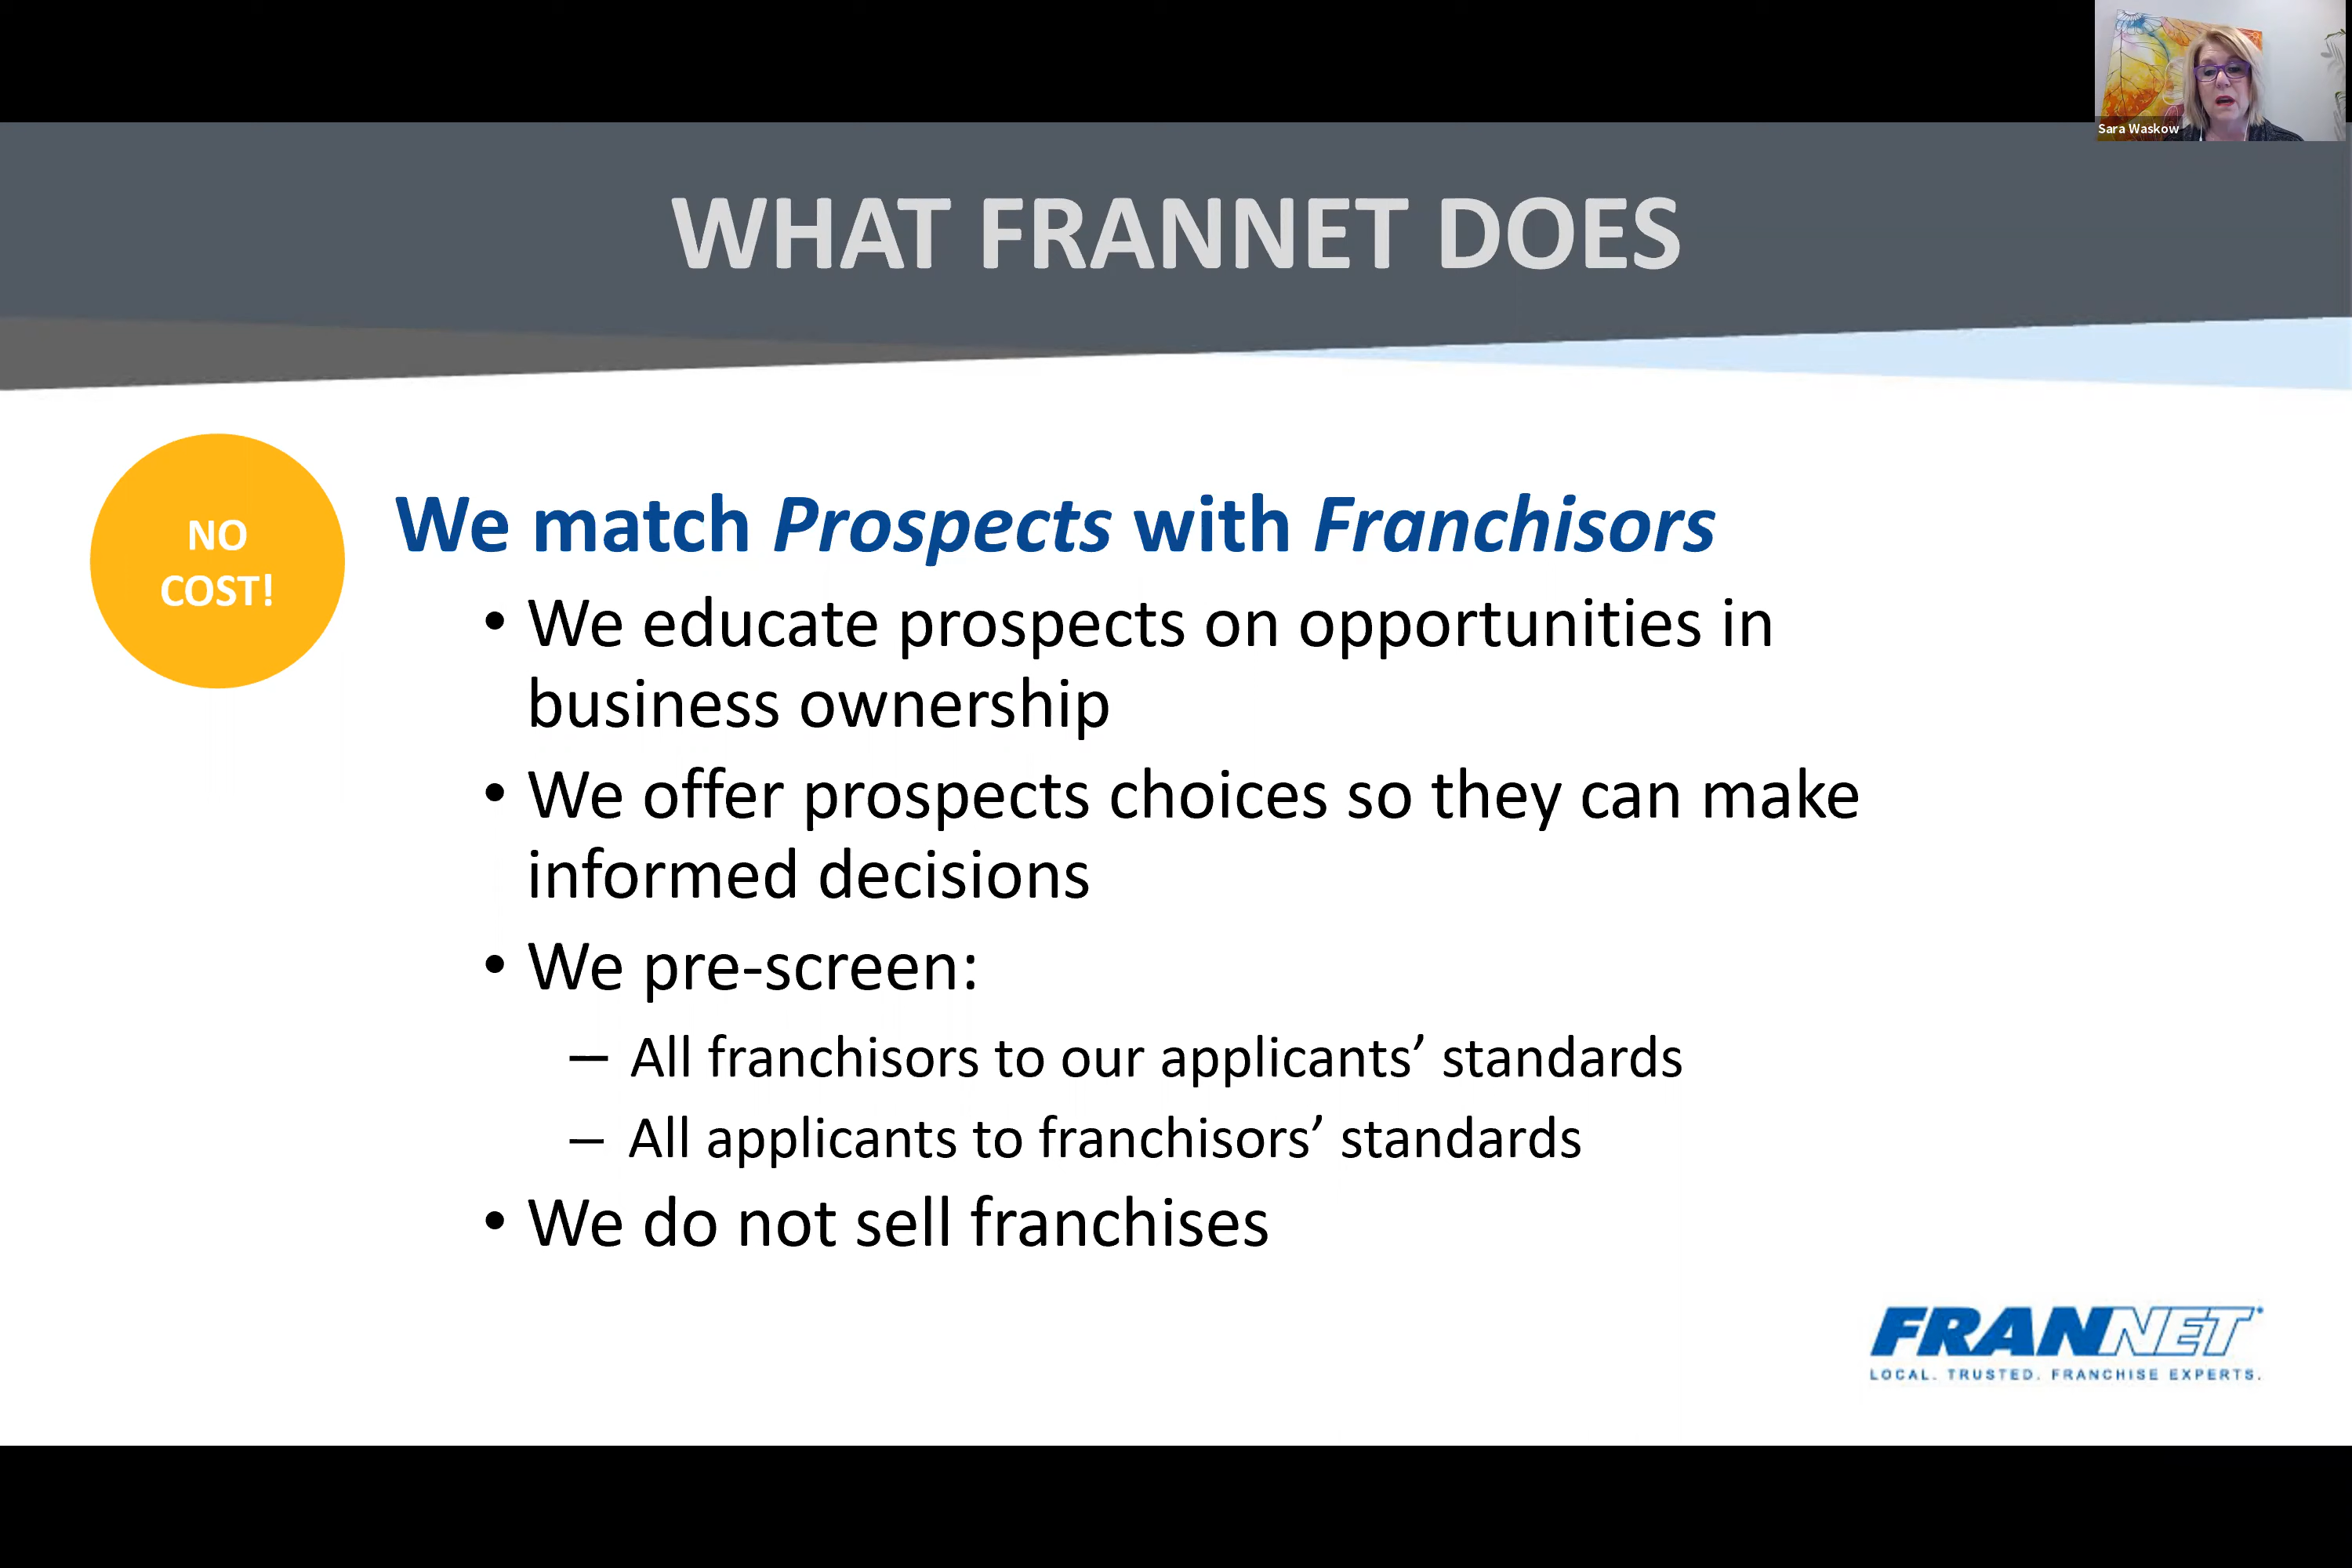 Sara Waskow
WHAT FRANNET DOES
NO
COST!
We match Prospects with Franchisors
• We educate prospects on opportunities in
business ownership
• We offer prospects choices so they can make
informed decisions
• We pre-screen:
– All franchisors to our applicants’ standards
– All applicants to franchisors’ standards
• We do not sell franchises
FRANNET
LOCAL. TRUSTED. FRANCHISE EXPERTS.